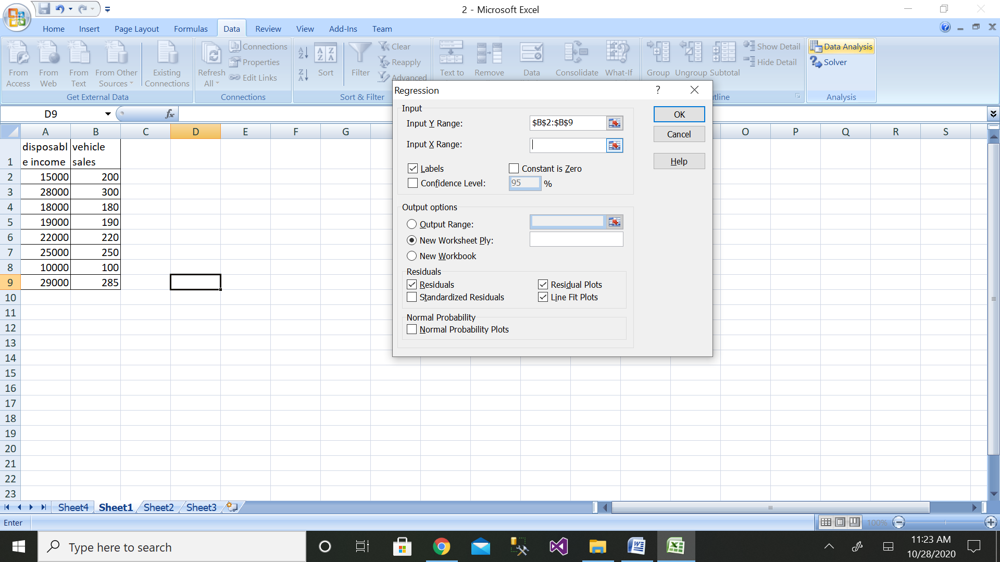 2 - Microsoft Excel
Home Insert Page Layout Formulas Data Review View Add-Ins Team
From Access
From Web
From Text
From Other Sources
Existing Connections
Get External Data
Refresh All
Connections
Properties
Edit Links
Connections
Sort
Filter
Clear
Reapply
Advanced
Sort & Filter
Text to
Remove
Data
Consolidate
What-If
Group
Ungroup
Subtotal
Show Detail
Hide Detail
tline
Data Analysis
Solver
Analysis
D9
fx
A B C D E F G O P Q R S
1 disposabl vehicle
e income sales
2 15000 200
3 28000 300
4 18000 180
5 19000 190
6 22000 220
7 25000 250
8 10000 100
9 29000 285
10
11
12
13
14
15
16
17
18
19
20
21
22
23
Regression
?
Input
Input Y Range: $B$2:$B$9
Input X Range:
Labels
Constant is Zero
Confidence Level: 95 %
OK
Cancel
Help
Output options
Output Range:
New Worksheet Ply:
New Workbook
Residuals
Residuals
Residual Plots
Standardized Residuals
Line Fit Plots
Normal Probability
Normal Probability Plots
Sheet4 Sheet1 Sheet2 Sheet3
Enter
100%
Type here to search
11:23 AM
10/28/2020